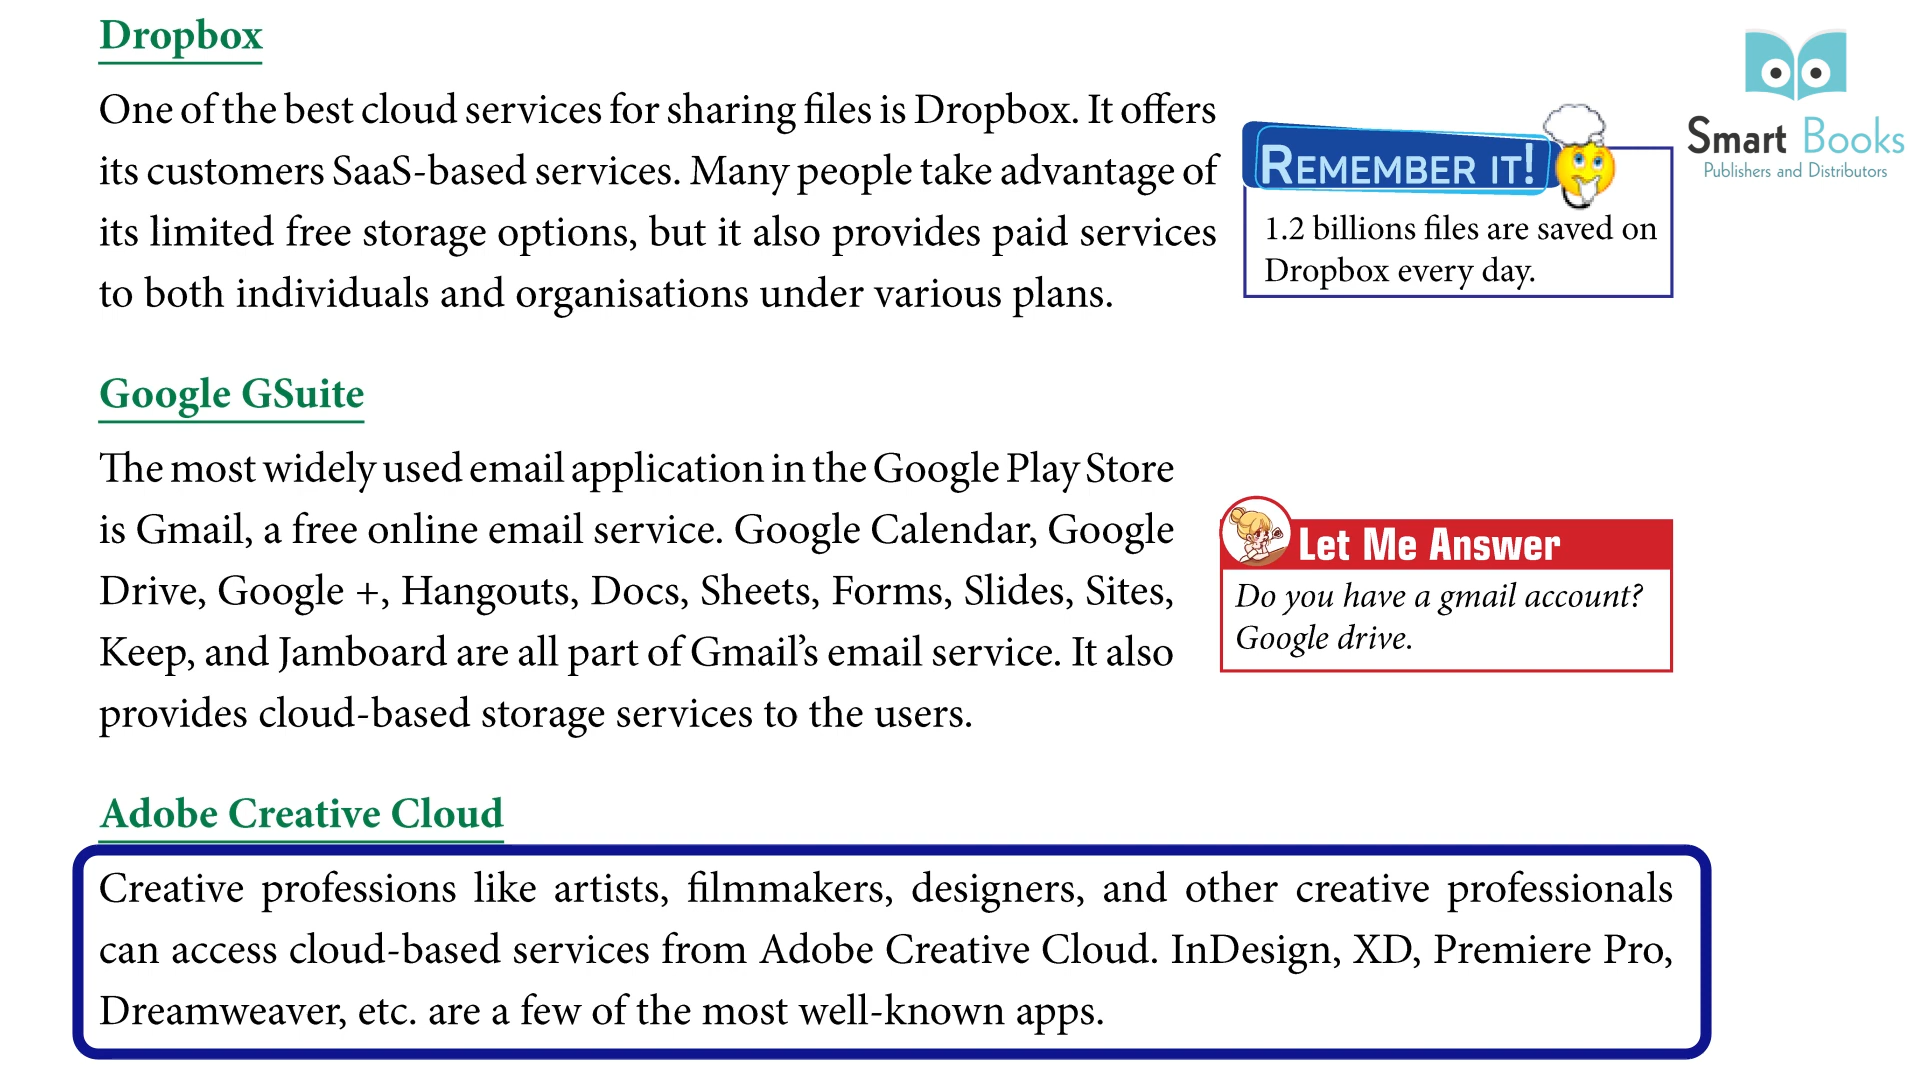 Dropbox
One of the best cloud services for sharing files is Dropbox. It offers
its customers SaaS-based services. Many people take advantage of
its limited free storage options, but it also provides paid services
to both individuals and organisations under various plans.
REMEMBER IT!
1.2 billions files are saved on
Dropbox every day.
Smart Books
Publishers and Distributors
Google GSuite
The most widely used email application in the Google Play Store
is Gmail, a free online email service. Google Calendar, Google
Drive, Google +, Hangouts, Docs, Sheets, Forms, Slides, Sites,
Keep, and Jamboard are all part of Gmail’s email service. It also
provides cloud-based storage services to the users.
Let Me Answer
Do you have a gmail account?
Google drive.
Adobe Creative Cloud
Creative professions like artists, filmmakers, designers, and other creative professionals
can access cloud-based services from Adobe Creative Cloud. InDesign, XD, Premiere Pro,
Dreamweaver, etc. are a few of the most well-known apps.